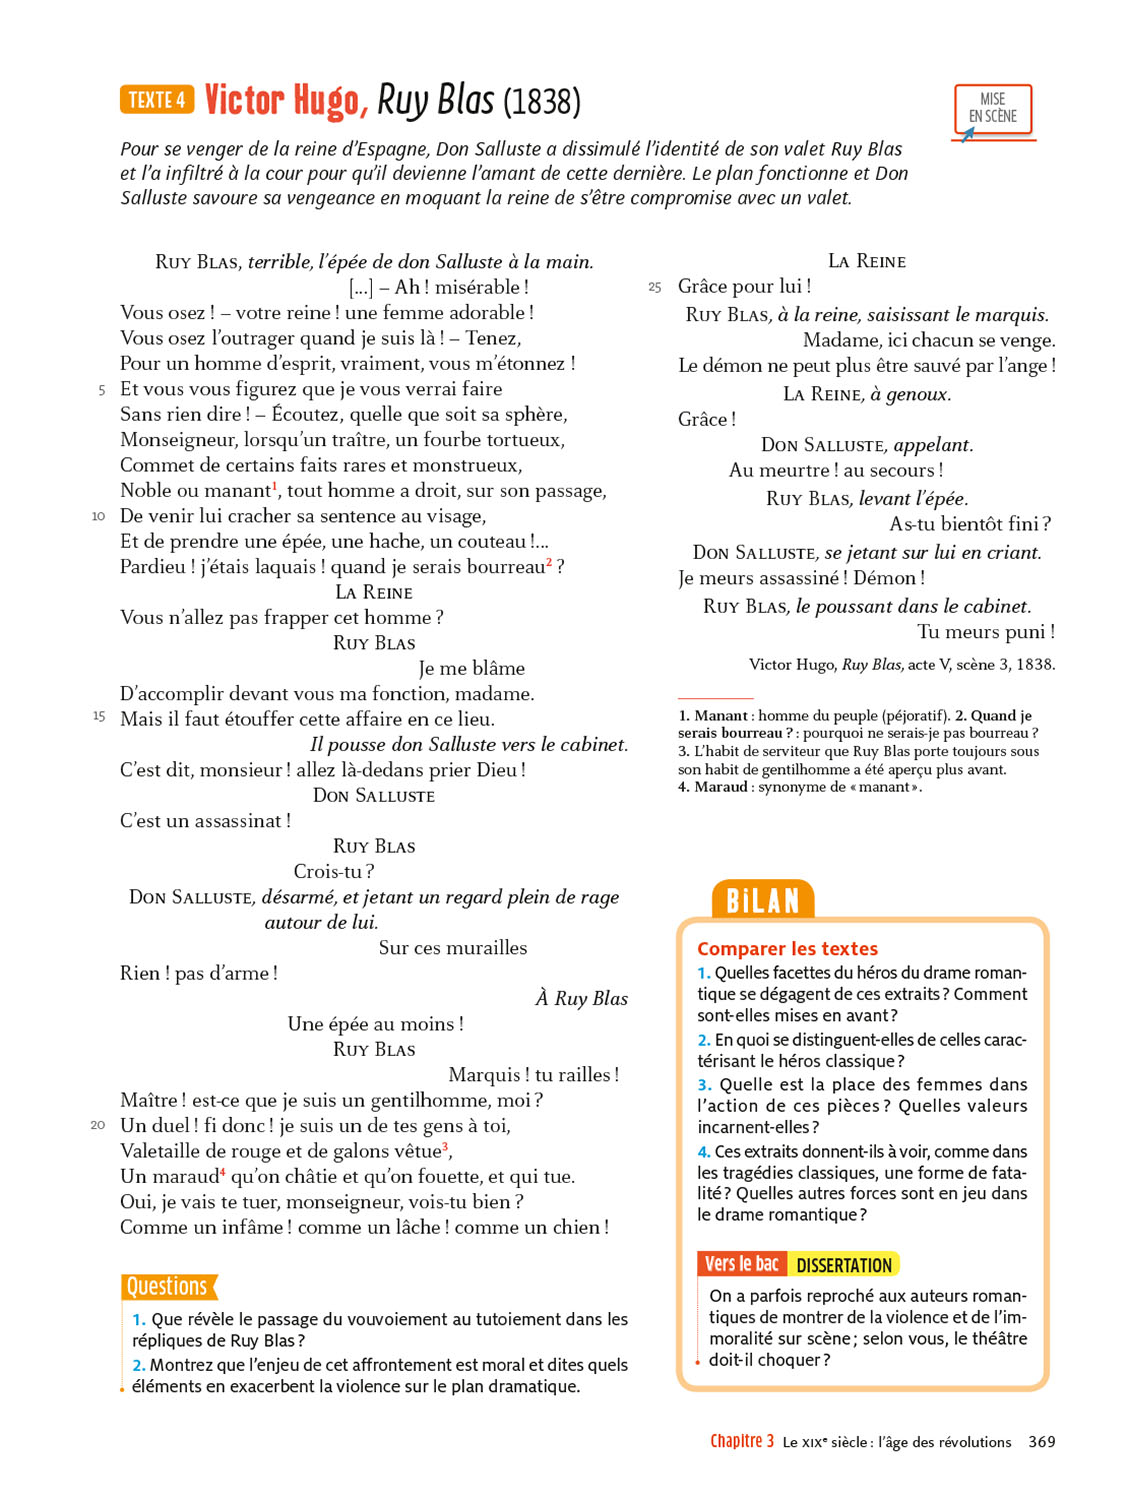 TEXTE 4 Victor Hugo, Ruy Blas (1838)
MISE
EN SCÈNE
Pour se venger de la reine d’Espagne, Don Salluste a dissimulé l’identité de son valet Ruy Blas
et l’a infiltré à la cour pour qu’il devienne l’amant de cette dernière. Le plan fonctionne et Don
Salluste savoure sa vengeance en moquant la reine de s’être compromise avec un valet.
Ruy Blas, terrible, l’épée de don Salluste à la main.
[...] – Ah ! misérable !
Vous osez ! – votre reine ! une femme adorable !
Vous osez l’outrager quand je suis là ! – Tenez,
Pour un homme d’esprit, vraiment, vous m’étonnez !
5 Et vous vous figurez que je vous verrai faire
Sans rien dire ! – Écoutez, quelle que soit sa sphère,
Monseigneur, lorsqu’un traître, un fourbe tortueux,
Commet de certains faits rares et monstrueux,
Noble ou manant1, tout homme a droit, sur son passage,
10 De venir lui cracher sa sentence au visage,
Et de prendre une épée, une hache, un couteau !...
Pardieu ! j’étais laquais ! quand je serais bourreau2 ?
La Reine
Vous n’allez pas frapper cet homme ?
Ruy Blas
Je me blâme
D’accomplir devant vous ma fonction, madame.
15 Mais il faut étouffer cette affaire en ce lieu.
Il pousse don Salluste vers le cabinet.
C’est dit, monsieur ! allez là-dedans prier Dieu !
Don Salluste
C’est un assassinat !
Ruy Blas
Crois-tu ?
Don Salluste, désarmé, et jetant un regard plein de rage
autour de lui.
Sur ces murailles
Rien ! pas d’arme !
À Ruy Blas
Une épée au moins !
Ruy Blas
Marquis ! tu railles !
Maître ! est-ce que je suis un gentilhomme, moi ?
20 Un duel ! fi donc ! je suis un de tes gens à toi,
Valetaille de rouge et de galons vêtue3,
Un maraud4 qu’on châtie et qu’on fouette, et qui tue.
Oui, je vais te tuer, monseigneur, vois-tu bien ?
Comme un infâme ! comme un lâche ! comme un chien !
La Reine
25 Grâce pour lui !
Ruy Blas, à la reine, saisissant le marquis.
Madame, ici chacun se venge.
Le démon ne peut plus être sauvé par l’ange !
La Reine, à genoux.
Grâce !
Don Salluste, appelant.
Au meurtre ! au secours !
Ruy Blas, levant l’épée.
As-tu bientôt fini ?
Don Salluste, se jetant sur lui en criant.
Je meurs assassiné ! Démon !
Ruy Blas, le poussant dans le cabinet.
Tu meurs puni !
Victor Hugo, Ruy Blas, acte V, scène 3, 1838.
1. Manant : homme du peuple (péjoratif). 2. Quand je
serais bourreau ? : pourquoi ne serais-je pas bourreau ?
3. L’habit de serviteur que Ruy Blas porte toujours sous
son habit de gentilhomme a été aperçu plus avant.
4. Maraud : synonyme de « manant ».
Questions
1. Que révèle le passage du vouvoiement au tutoiement dans les
répliques de Ruy Blas ?
2. Montrez que l’enjeu de cet affrontement est moral et dites quels
éléments en exacerbent la violence sur le plan dramatique.
BiLAN
Comparer les textes
1. Quelles facettes du héros du drame roman-
tique se dégagent de ces extraits ? Comment
sont-elles mises en avant ?
2. En quoi se distinguent-elles de celles carac-
térisant le héros classique ?
3. Quelle est la place des femmes dans
l’action de ces pièces ? Quelles valeurs
incarnent-elles ?
4. Ces extraits donnent-ils à voir, comme dans
les tragédies classiques, une forme de fata-
lité ? Quelles autres forces sont en jeu dans
le drame romantique ?
Vers le bac DISSERTATION
On a parfois reproché aux auteurs roman-
tiques de montrer de la violence et de l’im-
moralité sur scène ; selon vous, le théâtre
doit-il choquer ?
Chapitre 3 Le XIXe siècle : l’âge des révolutions 369